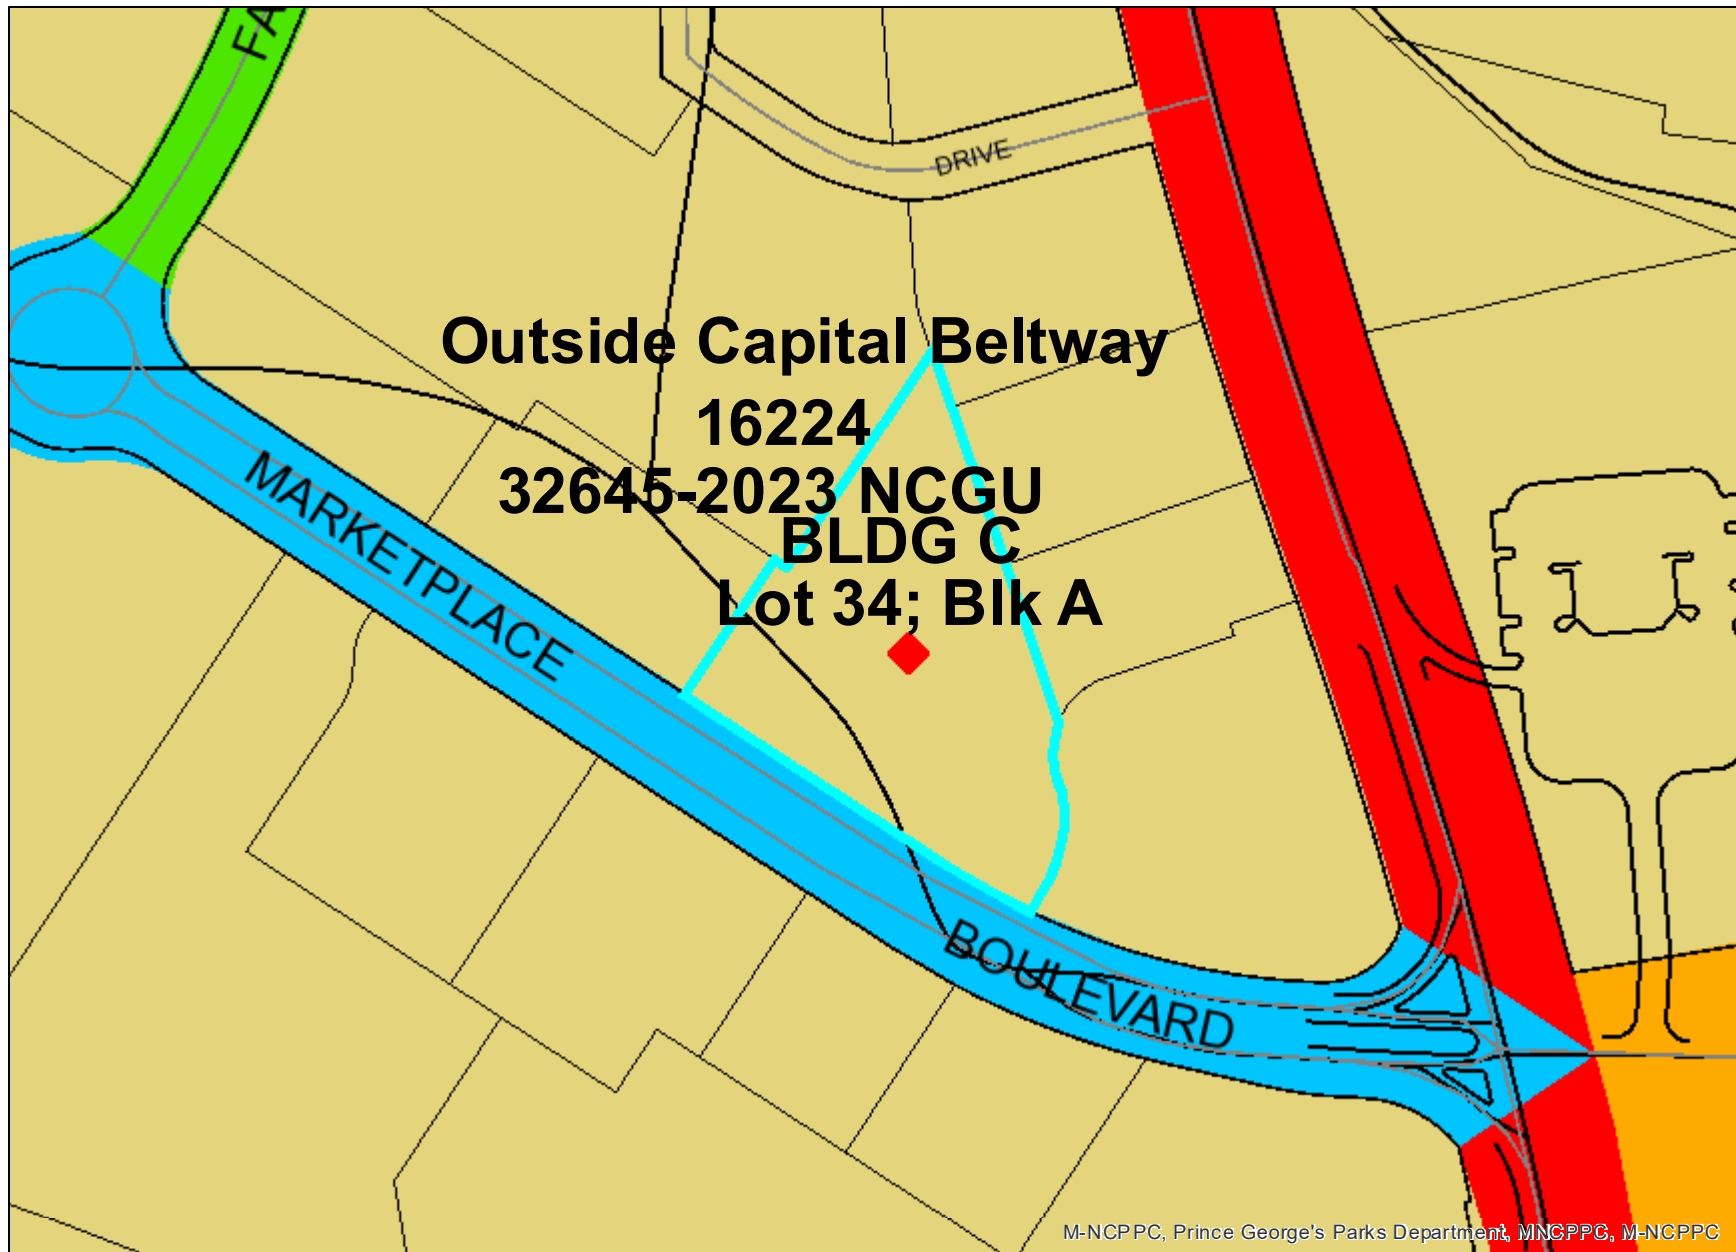 FA
DRIVE
Outside Capital Beltway
16224
32645-2023 NCGU
BLDG C
Lot 34; Blk A
MARKETPLACE
BOULEVARD
M-NCPPC, Prince George's Parks Department, MNCPPC, M-NCPPC